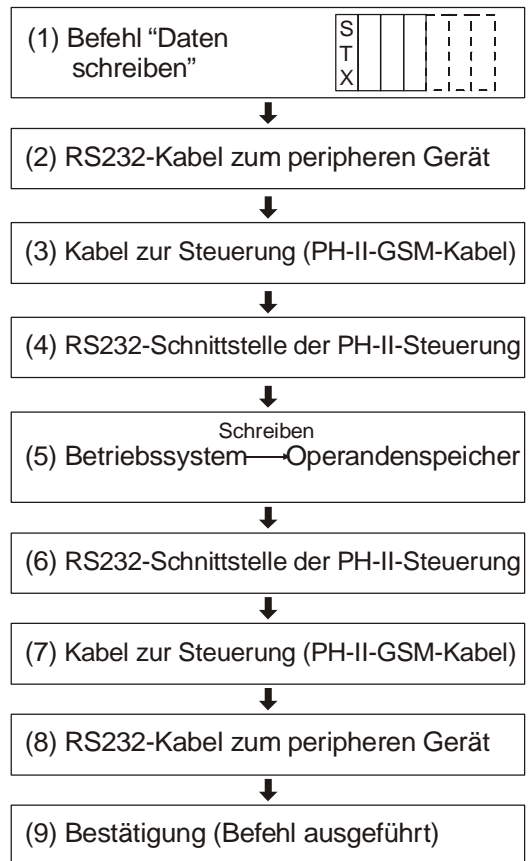 (1) Befehl “Daten
schreiben”
S
T
X
(2) RS232-Kabel zum peripheren Gerät
(3) Kabel zur Steuerung (PH-II-GSM-Kabel)
(4) RS232-Schnittstelle der PH-II-Steuerung
Schreiben
(5) Betriebssystem Operandenspeicher
(6) RS232-Schnittstelle der PH-II-Steuerung
(7) Kabel zur Steuerung (PH-II-GSM-Kabel)
(8) RS232-Kabel zum peripheren Gerät
(9) Bestätigung (Befehl ausgeführt)